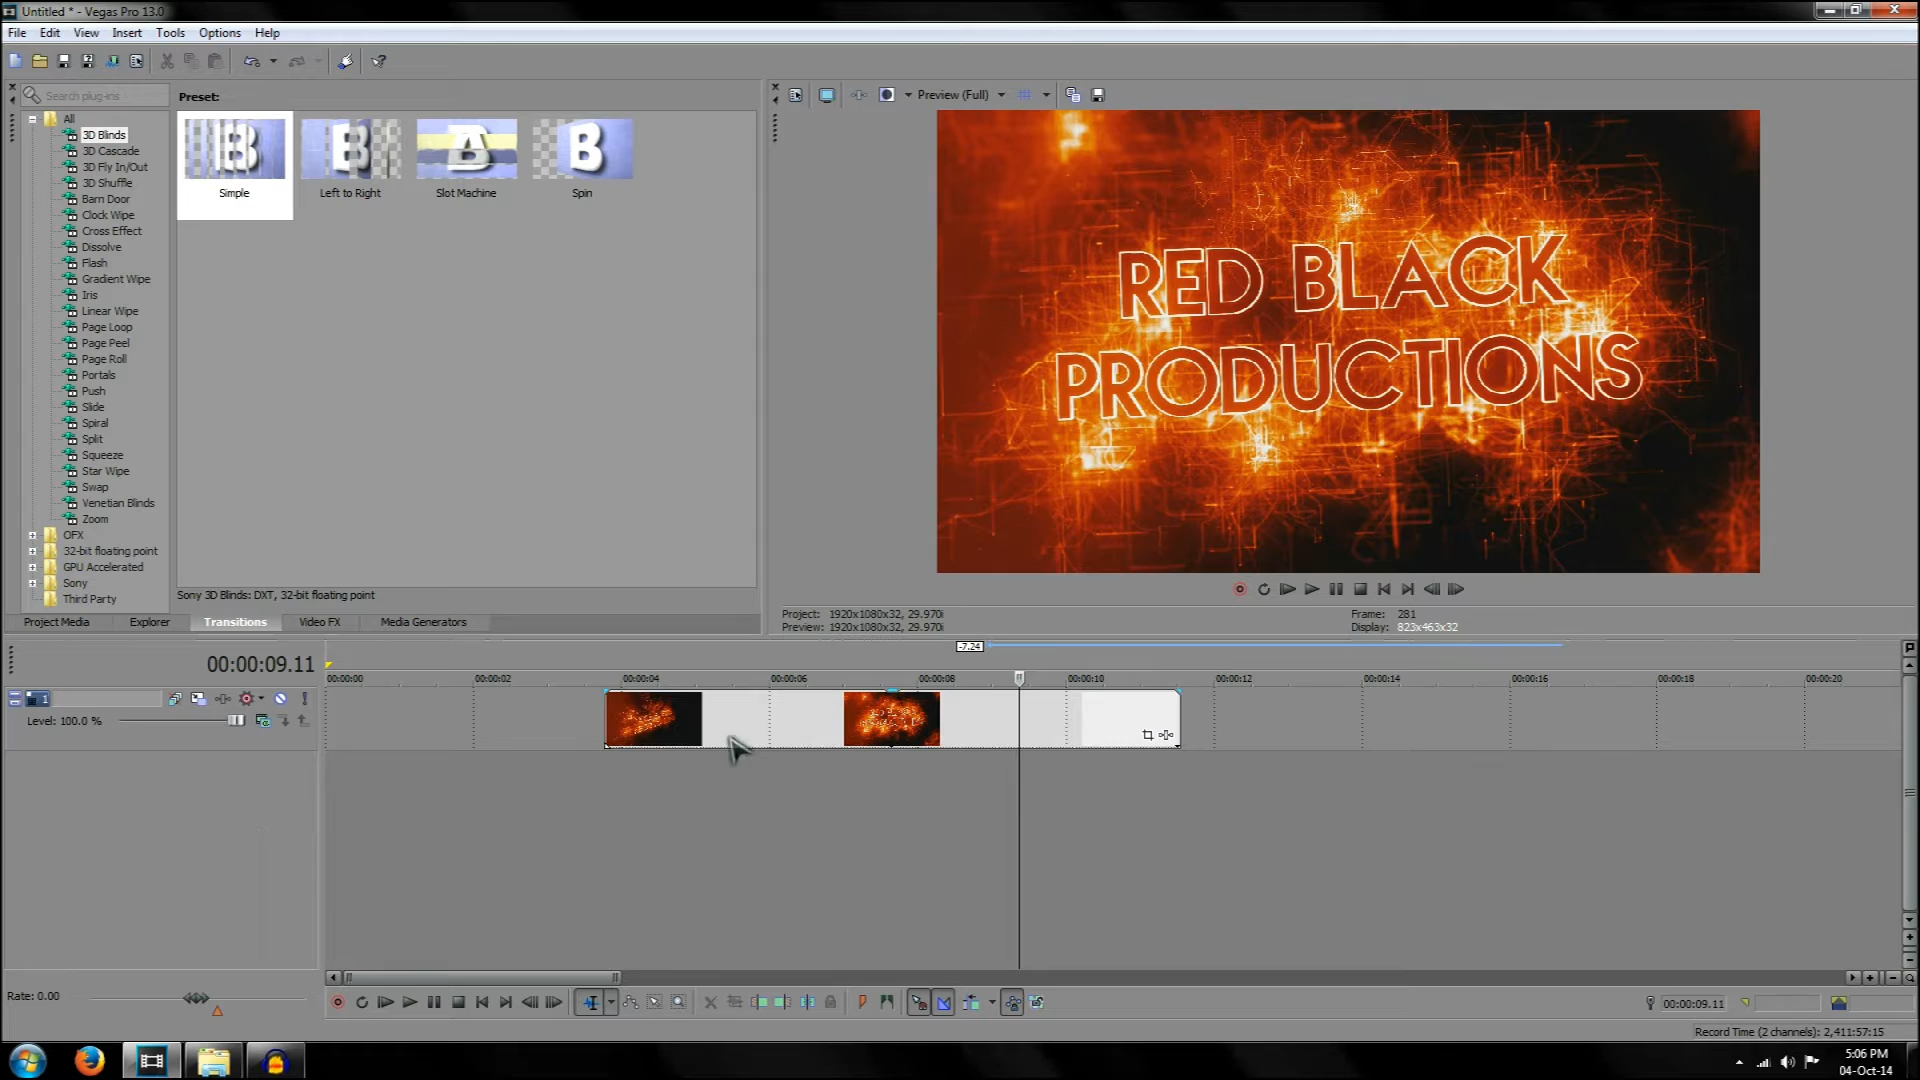 Untitled * - Vegas Pro 13.0
File Edit View Insert Tools Options Help
Search plug-ins
Preset:
All
3D Blinds
3D Cascade
3D Fly In/Out
3D Shuffle
Barn Door
Clock Wipe
Cross Effect
Dissolve
Flash
Gradient Wipe
Iris
Linear Wipe
Page Loop
Page Peel
Page Roll
Portals
Push
Slide
Spiral
Split
Squeeze
Star Wipe
Swap
Venetian Blinds
Zoom
OFX
32-bit floating point
GPU Accelerated
Sony
Third Party
Simple
Left to Right
Slot Machine
Spin
Sony 3D Blinds: DXT, 32-bit floating point
Project Media Explorer Transitions Video FX Media Generators
Preview (Full)
RED BLACK
PRODUCTIONS
Project: 1920x1080x32, 29.970i
Preview: 1920x1080x32, 29.970i
Frame: 281
Display: 823x463x32
-7.24
00:00:09.11
00:00:00 00:00:02 00:00:04 00:00:06 00:00:08 00:00:10 00:00:12 00:00:14 00:00:16 00:00:18 00:00:20
1
Level: 100.0 %
Rate: 0.00
00:00:09.11
Record Time (2 channels): 2,411:57:15
5:06 PM
04-Oct-14